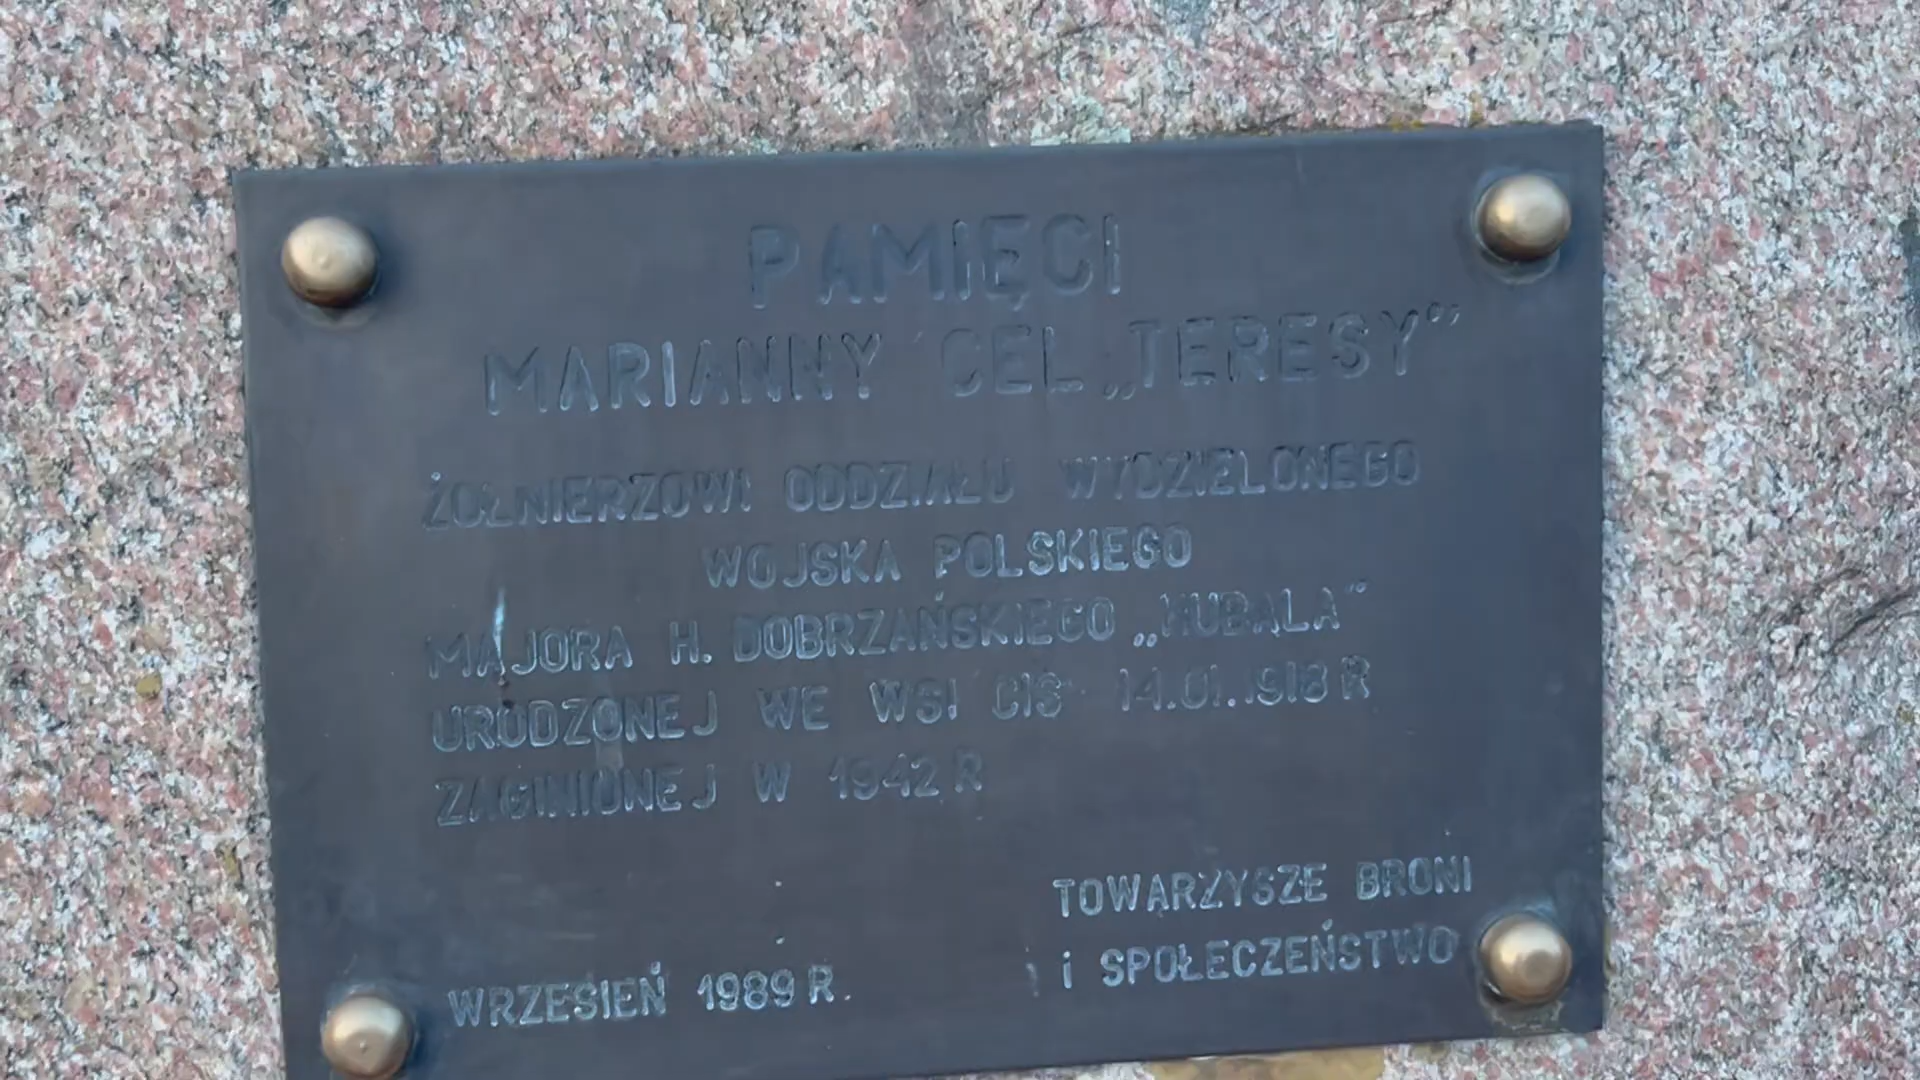 PAMIĘCI
MARIANNY CEL „TERESY”
ŻOŁNIERZOWI ODDZIAŁU WYDZIELONEGO
WOJSKA POLSKIEGO
MAJORA H. DOBRZAŃSKIEGO „HUBALA”
URODZONEJ WE WSI CIS 14.01.1918 R
ZAGINIONEJ W 1942 R
TOWARZYSZE BRONI
i SPOŁECZEŃSTWO
WRZESIEŃ 1989 R.